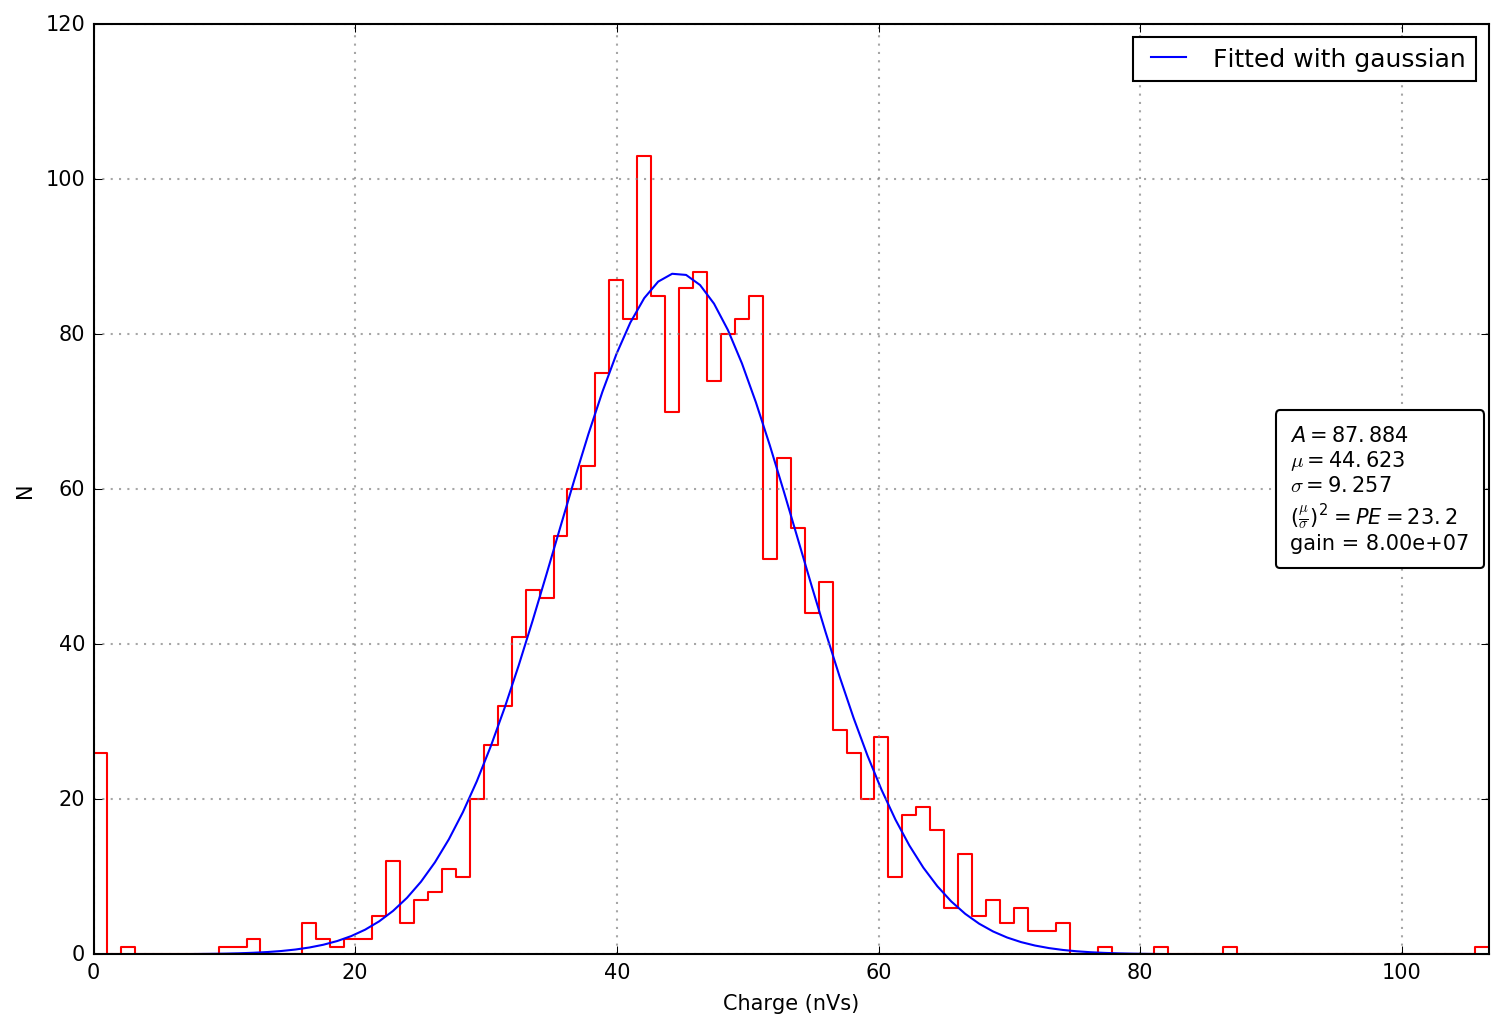 120
100
80
60
40
20
0
N
0 20 40 60 80 100
Charge (nVs)
Fitted with gaussian
A = 87.884
μ = 44.623
σ = 9.257
(μ/σ)² = PE = 23.2
gain = 8.00e+07